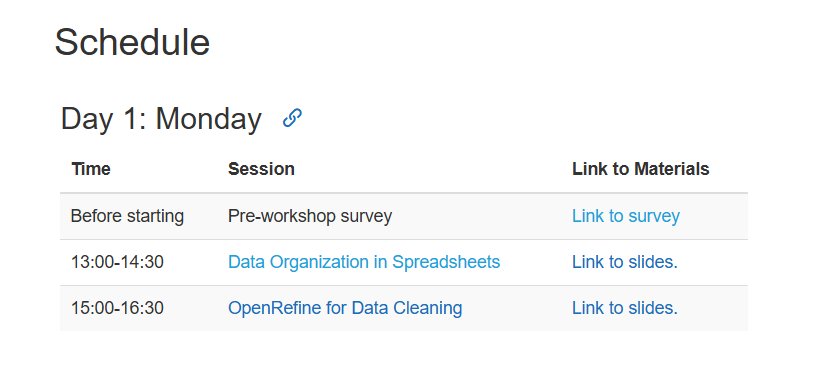 Schedule
Day 1: Monday
Time Session Link to Materials
Before starting Pre-workshop survey Link to survey
13:00-14:30 Data Organization in Spreadsheets Link to slides.
15:00-16:30 OpenRefine for Data Cleaning Link to slides.